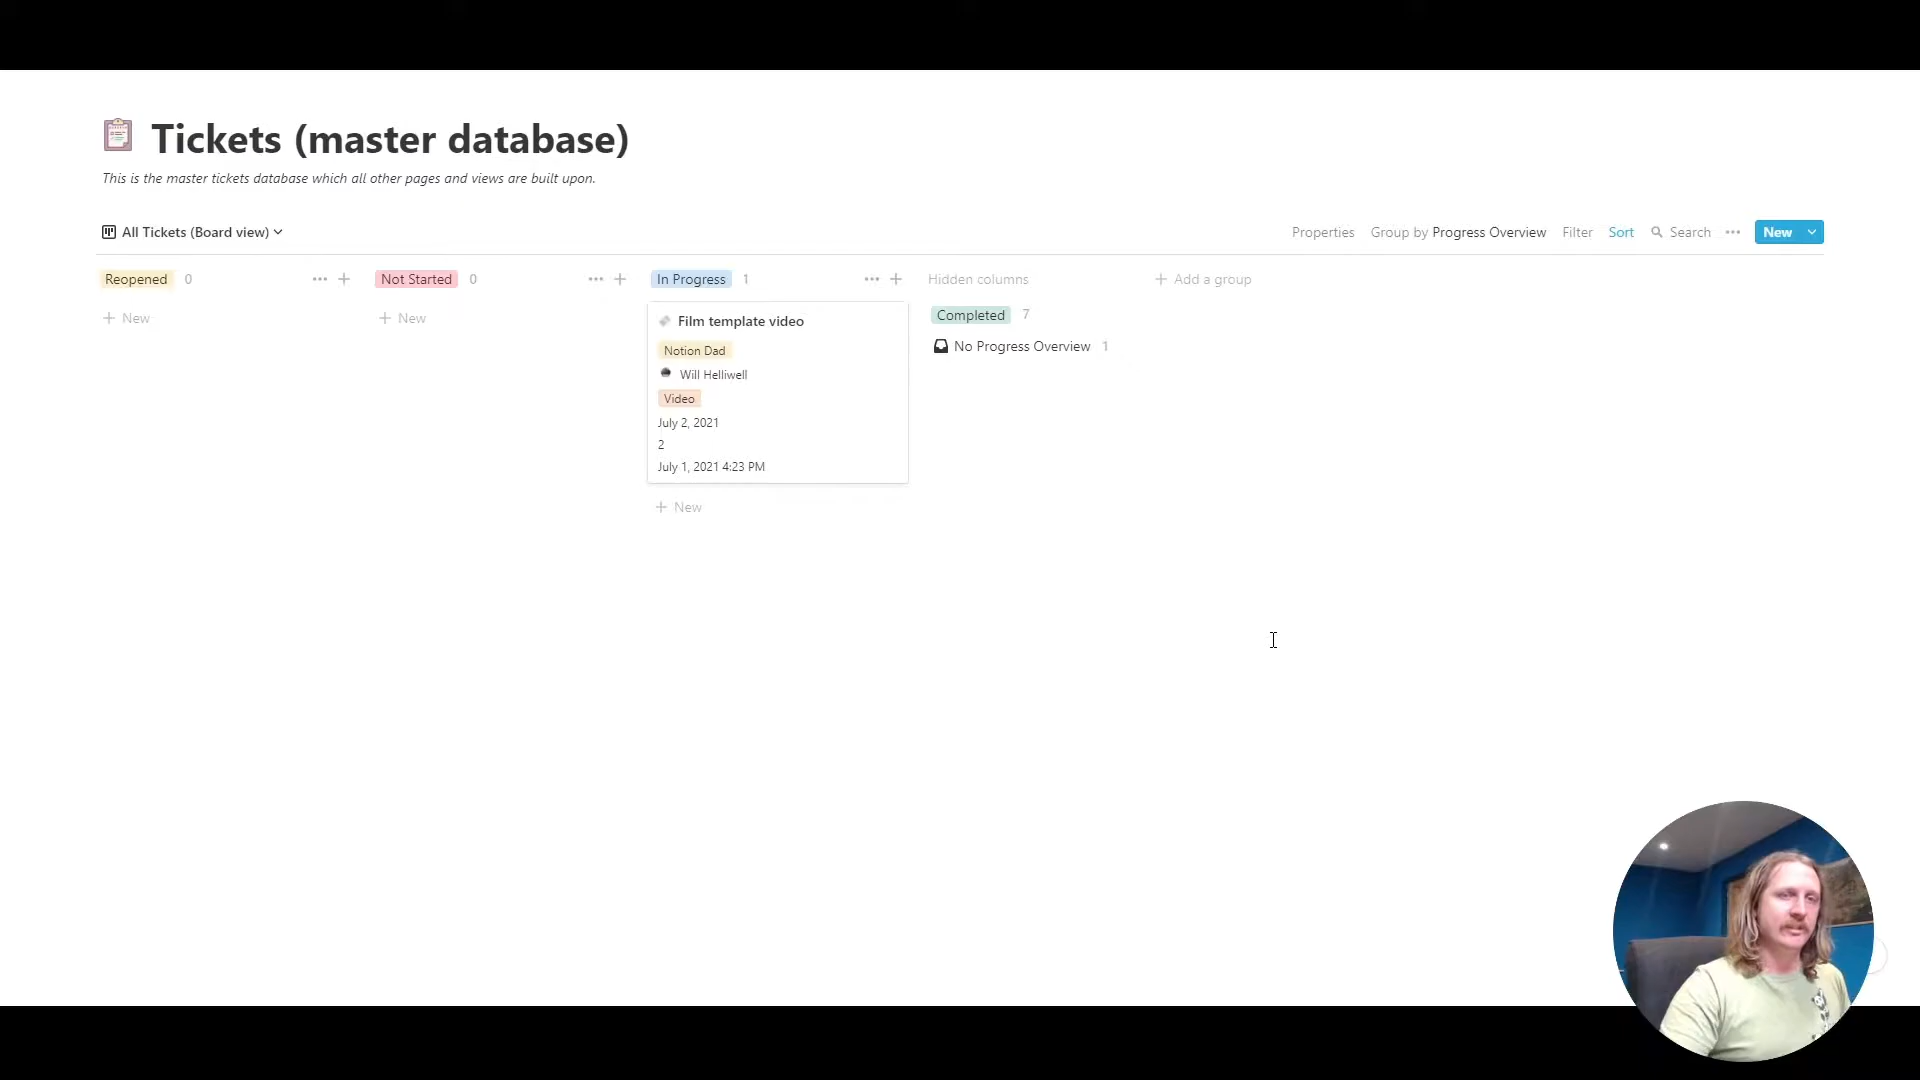 Tickets (master database)
This is the master tickets database which all other pages and views are built upon.
All Tickets (Board view)
Properties
Group by Progress Overview
Filter
Sort
Search
New
Reopened 0
Not Started 0
In Progress 1
Hidden columns
Add a group
New
New
Film template video
Notion Dad
Will Helliwell
Video
July 2, 2021
2
July 1, 2021 4:23 PM
New
Completed 7
No Progress Overview 1